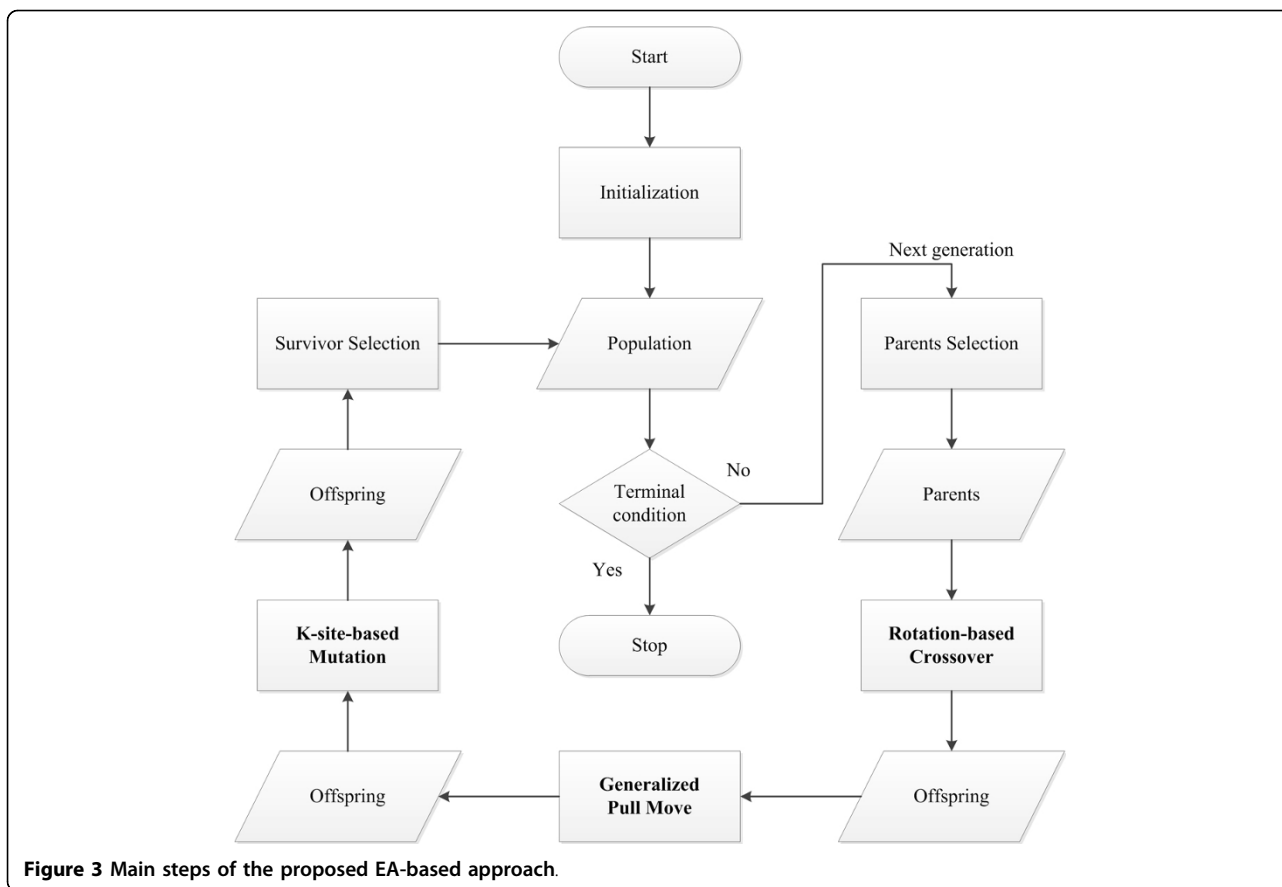 Start
Initialization
Next generation
Survivor Selection
Population
Parents Selection
Offspring
Terminal
condition
No
Parents
Yes
K-site-based
Mutation
Stop
Rotation-based
Crossover
Offspring
Generalized
Pull Move
Offspring
Figure 3 Main steps of the proposed EA-based approach.